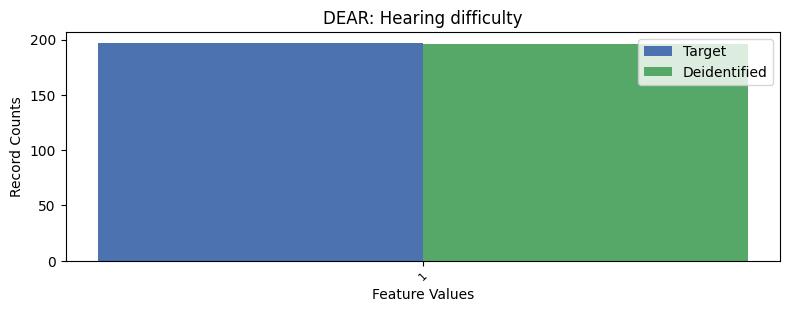 DEAR: Hearing difficulty
200
150
100
50
0
Record Counts
Target
Deidentified
1
Feature Values